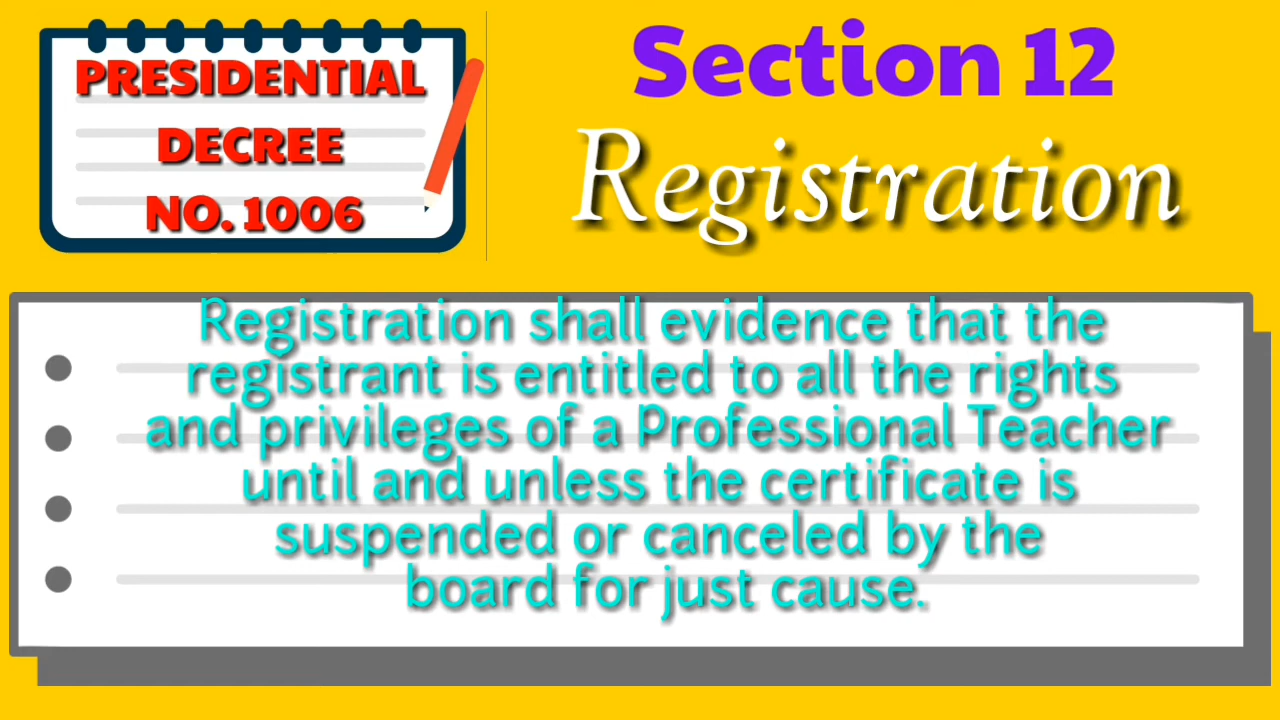 PRESIDENTIAL
DECREE
NO. 1006
Section 12
Registration
Registration shall evidence that the
registrant is entitled to all the rights
and privileges of a Professional Teacher
until and unless the certificate is
suspended or canceled by the
board for just cause.